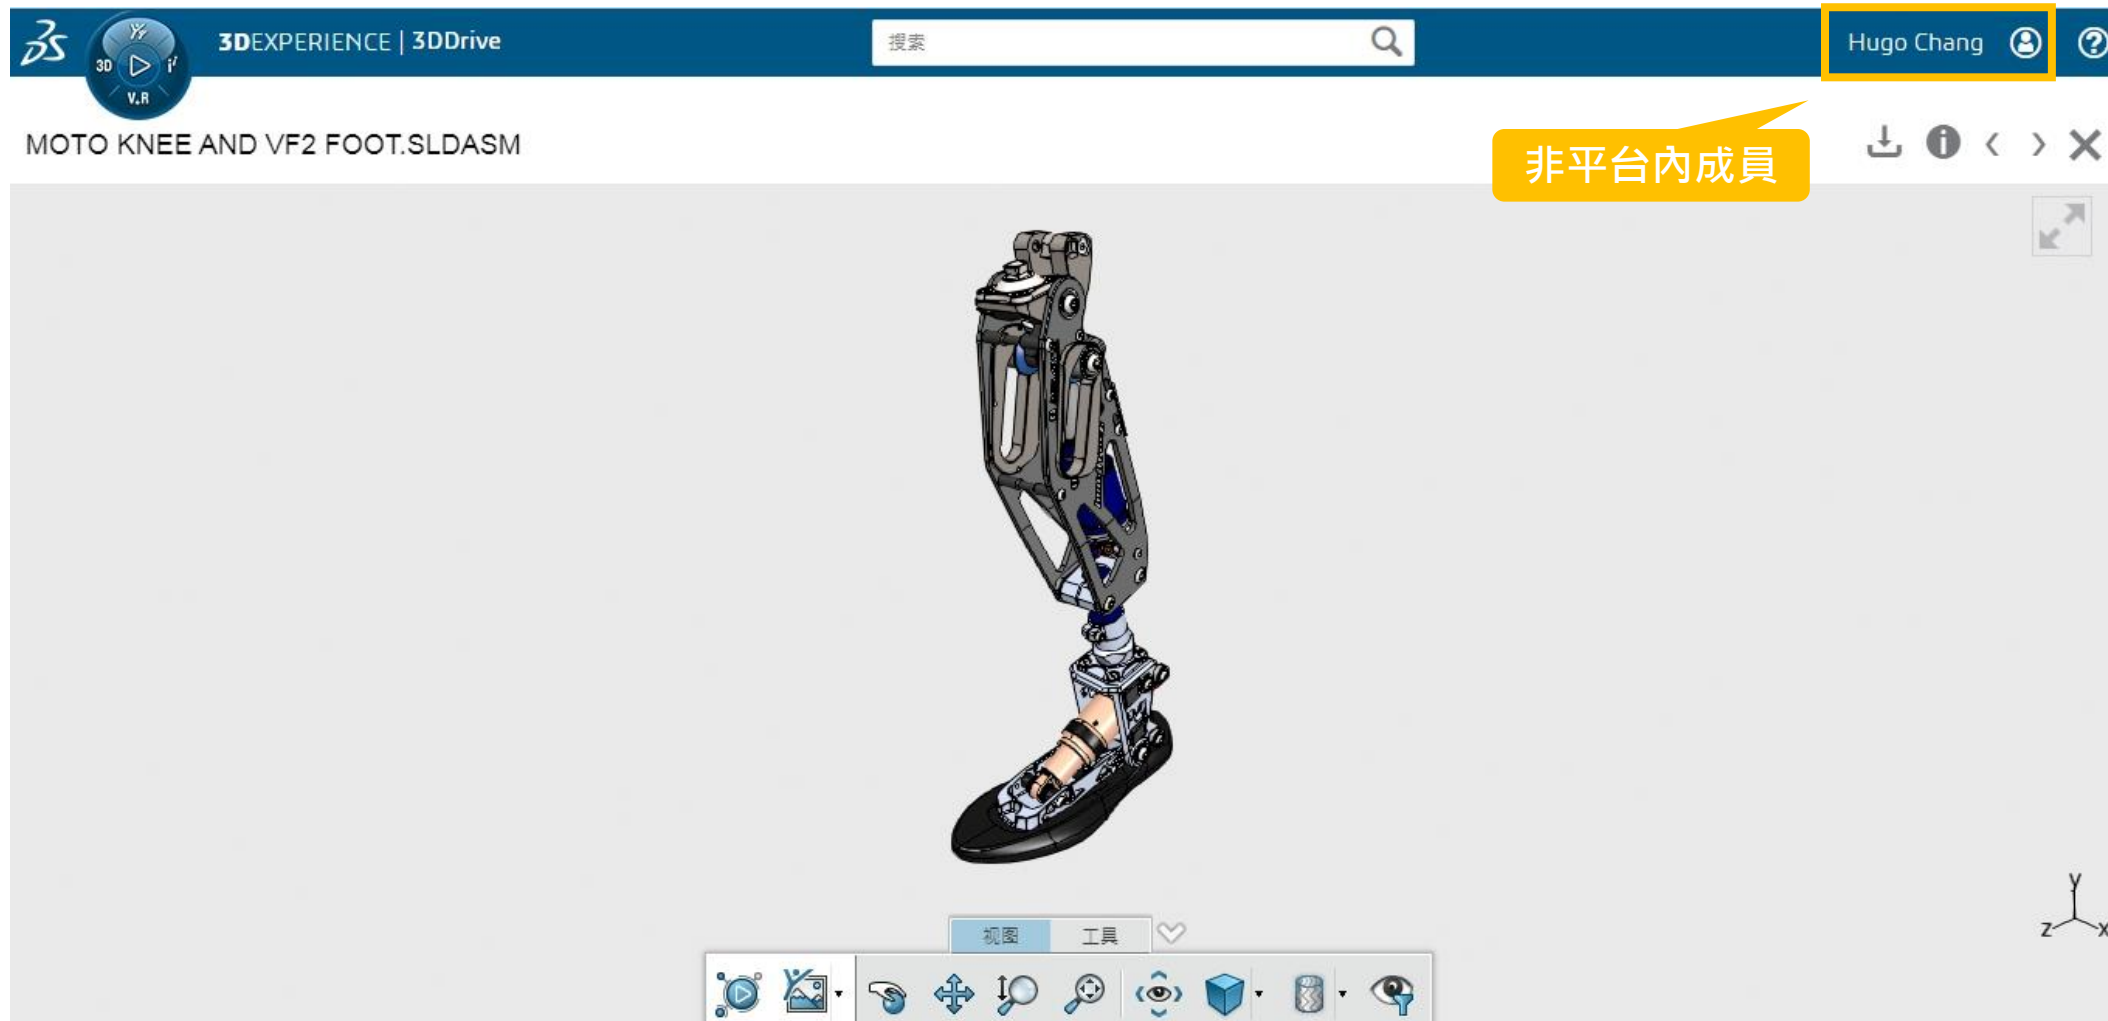 3DEXPERIENCE | 3DDrive
搜索
Hugo Chang
3D
i
V.R
MOTO KNEE AND VF2 FOOT.SLDASM
非平台內成員
y
z
x
视图
工具